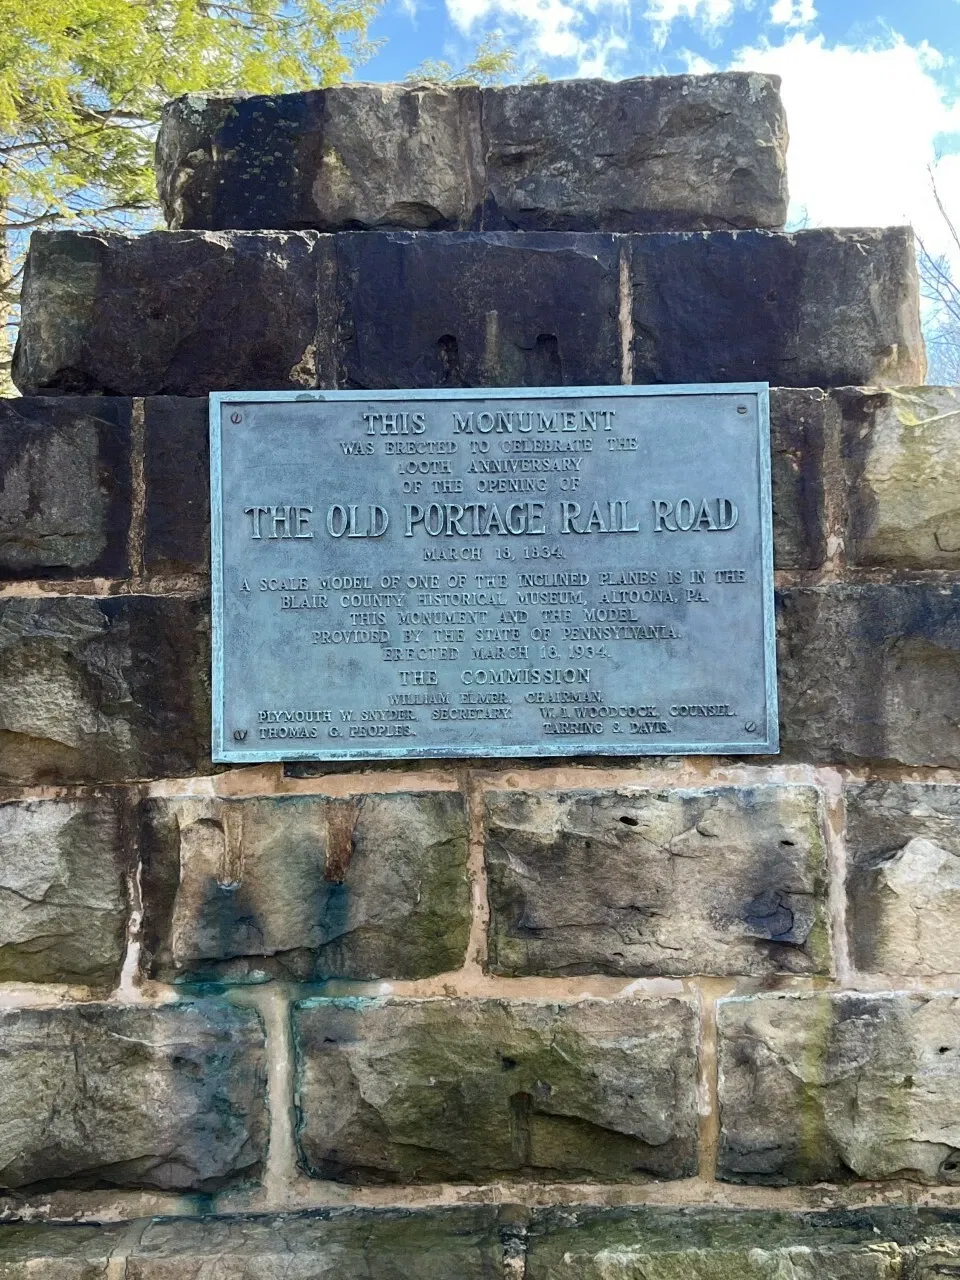 THIS MONUMENT
WAS ERECTED TO CELEBRATE THE
100TH ANNIVERSARY
OF THE OPENING OF
THE OLD PORTAGE RAIL ROAD
MARCH 18, 1834.
A SCALE MODEL OF ONE OF THE INCLINED PLANES IS IN THE
BLAIR COUNTY HISTORICAL MUSEUM, ALTOONA, PA.
THIS MONUMENT AND THE MODEL
PROVIDED BY THE STATE OF PENNSYLVANIA.
ERECTED MARCH 18, 1934.
THE COMMISSION
WILLIAM ELMER, CHAIRMAN.
PLYMOUTH W. SNYDER, SECRETARY. W. I. WOODCOCK, COUNSEL.
THOMAS G. PEOPLES. TARRING S. DAVIS.